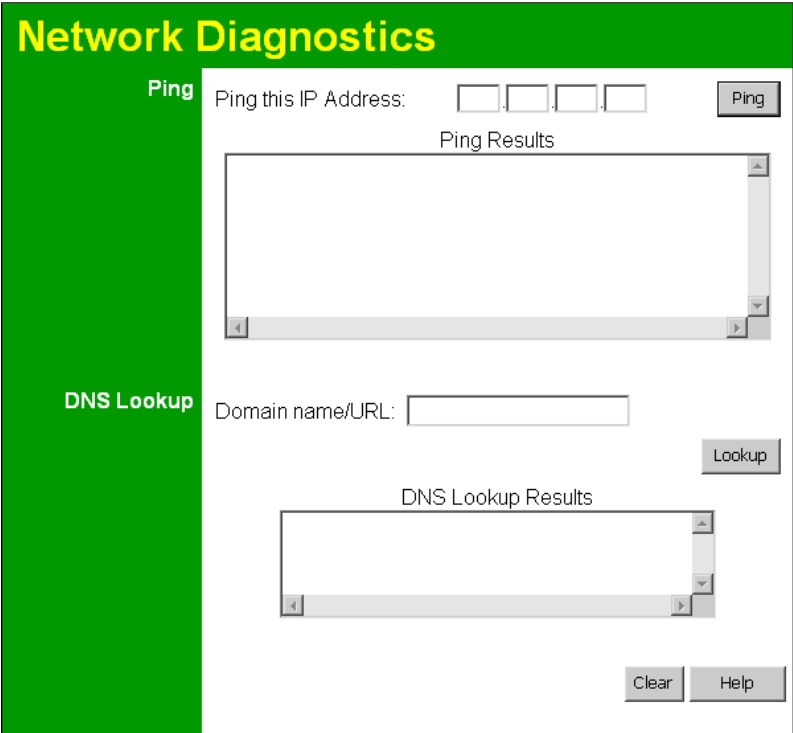 Network Diagnostics
Ping
Ping this IP Address: . . . Ping
Ping Results
DNS Lookup
Domain name/URL:
Lookup
DNS Lookup Results
Clear Help